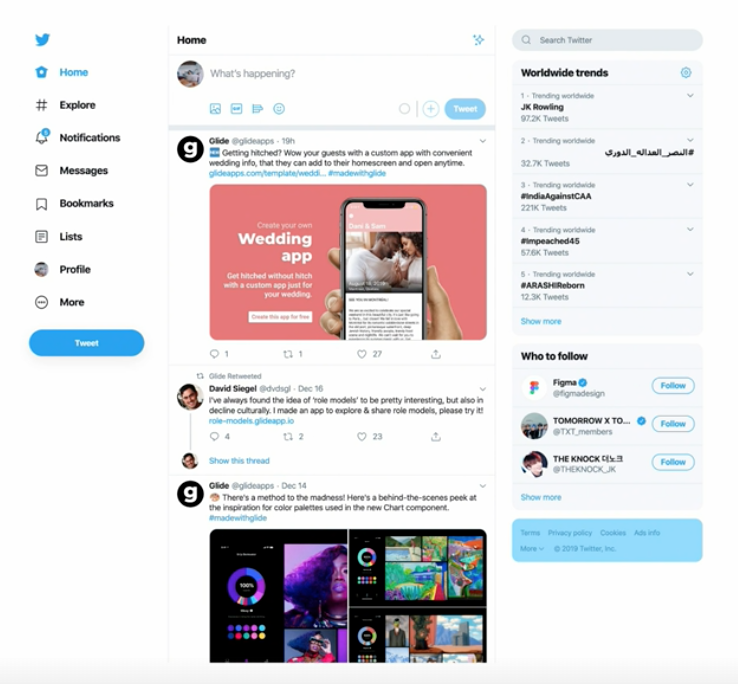 Home
Explore
Notifications
Messages
Bookmarks
Lists
Profile
More
Tweet
Home
What's happening?
GIF
Tweet
Glide @glideapps · 19h
Getting hitched? Wow your guests with a custom app with convenient
wedding info, that they can add to their homescreen and open anytime.
glideapps.com/template/weddi... #madewithglide
Create your own
Wedding
app
Get hitched without hitch
with a custom app just for
your wedding.
Create this app for free
Dani & Sam
1
1
27
Glide Retweeted
David Siegel @dvdsgl · Dec 16
I've always found the idea of 'role models' to be pretty interesting, but also in
decline culturally. I made an app to explore & share role models, please try it!
role-models.glideapp.io
4
2
23
Show this thread
Glide @glideapps · Dec 14
There's a method to the madness! Here's a behind-the-scenes peek at
the inspiration for color palettes used in the new Chart component.
#madewithglide
100%
Search Twitter
Worldwide trends
1 · Trending worldwide
JK Rowling
97.2K Tweets
2 · Trending worldwide
#النصر_العداله_الدوري
32.7K Tweets
3 · Trending worldwide
#IndiaAgainstCAA
221K Tweets
4 · Trending worldwide
#Impeached45
57.6K Tweets
5 · Trending worldwide
#ARASHIReborn
12.3K Tweets
Show more
Who to follow
Figma
@figmadesign
Follow
TOMORROW X TO...
@TXT_members
Follow
THE KNOCK 더노크
@THEKNOCK_JK
Follow
Show more
Terms Privacy policy Cookies Ads info
More © 2019 Twitter, Inc.